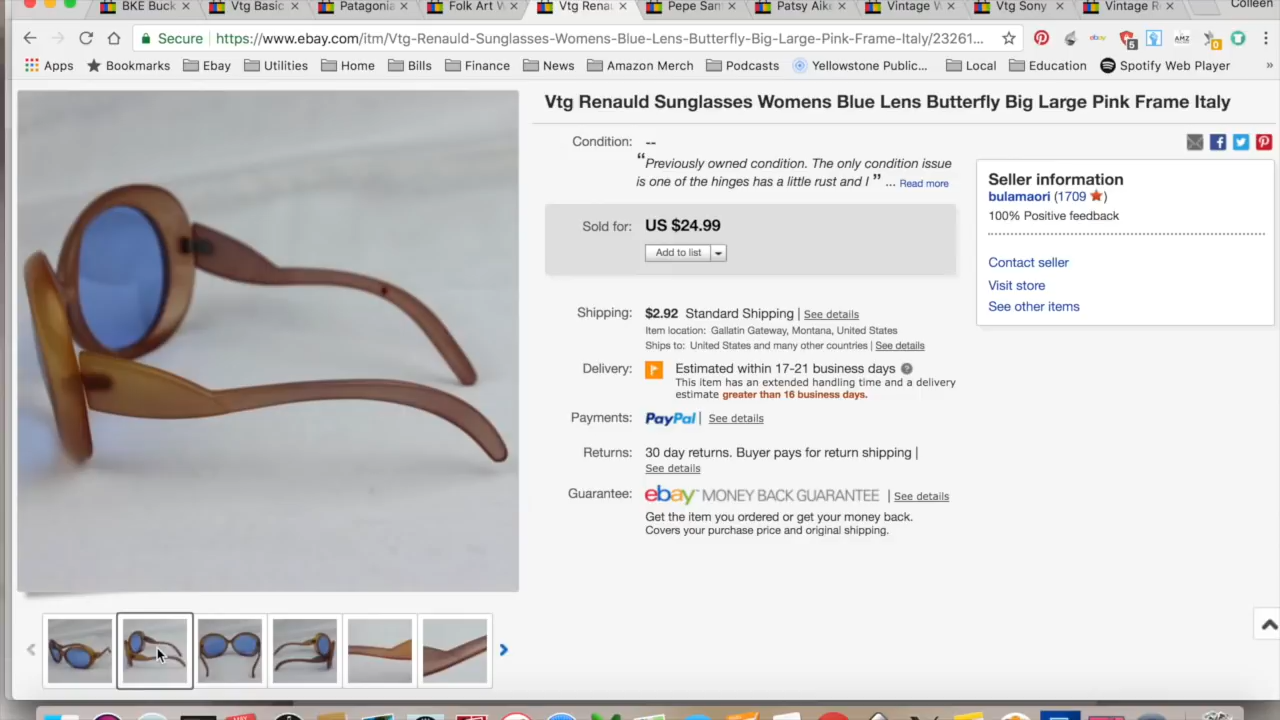 BKE Buck
Vtg Basic
Patagonia
Folk Art W
Vtg Renau
Pepe San
Patsy Aike
Vintage W
Vtg Sony
Vintage R
Colleen
Secure
https://www.ebay.com/itm/Vtg-Renauld-Sunglasses-Womens-Blue-Lens-Butterfly-Big-Large-Pink-Frame-Italy/23261...
5
AMZ
0
Apps
Bookmarks
Ebay
Utilities
Home
Bills
Finance
News
Amazon Merch
Podcasts
Yellowstone Public...
Local
Education
Spotify Web Player
»
Vtg Renauld Sunglasses Womens Blue Lens Butterfly Big Large Pink Frame Italy
Condition: --
“Previously owned condition. The only condition issue
is one of the hinges has a little rust and I ” ... Read more
Sold for: US $24.99
Add to list
Shipping: $2.92 Standard Shipping | See details
Item location: Gallatin Gateway, Montana, United States
Ships to: United States and many other countries | See details
Delivery: Estimated within 17-21 business days
This item has an extended handling time and a delivery
estimate greater than 16 business days.
Payments: PayPal | See details
Returns: 30 day returns. Buyer pays for return shipping |
See details
Guarantee: ebay MONEY BACK GUARANTEE | See details
Get the item you ordered or get your money back.
Covers your purchase price and original shipping.
Seller information
bulamaori (1709)
100% Positive feedback
Contact seller
Visit store
See other items